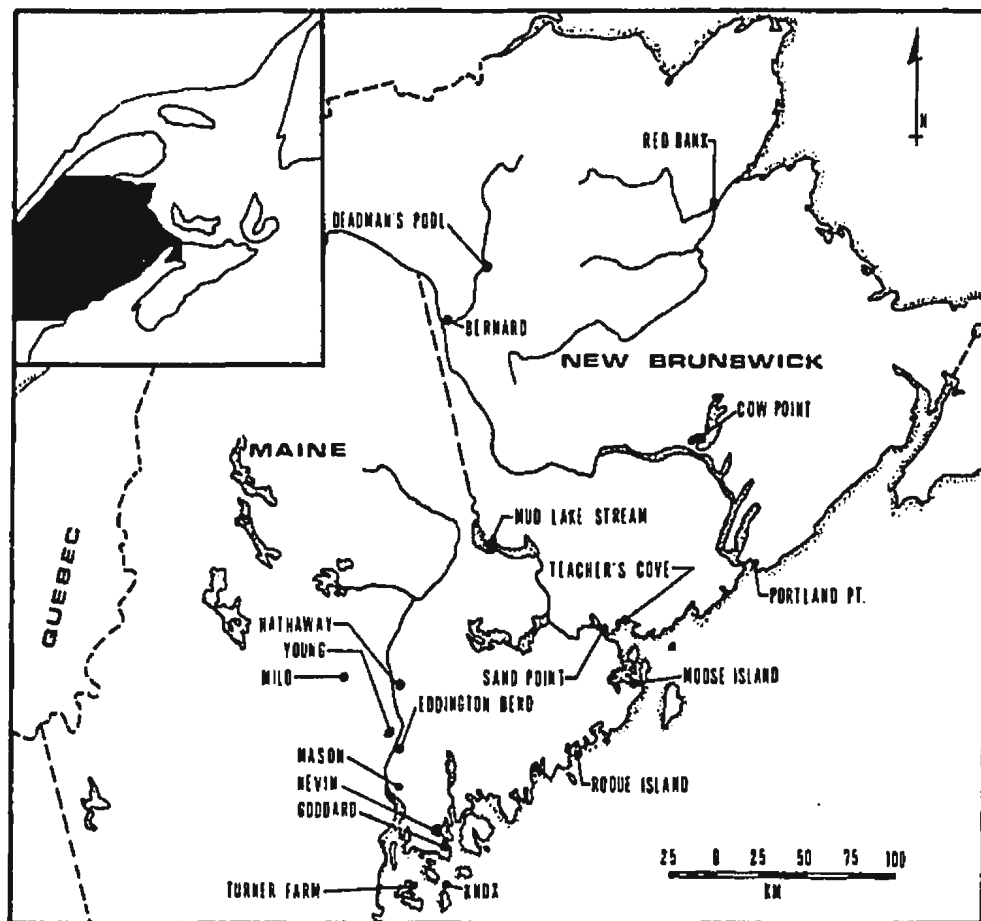 N
RED BANK
DEADMAN'S POOL
BERNARD
NEW BRUNSWICK
COW POINT
MAINE
MUD LAKE STREAM
QUEBEC
TEACHER'S COVE
PORTLAND PT.
HATHAWAY
YOUNG
MILO
SAND POINT
MOOSE ISLAND
EDDINGTON BEND
MASON
NEVIN
GODDARD
ROQUE ISLAND
25 0 25 50 75 100
KM
TURNER FARM
KNOX